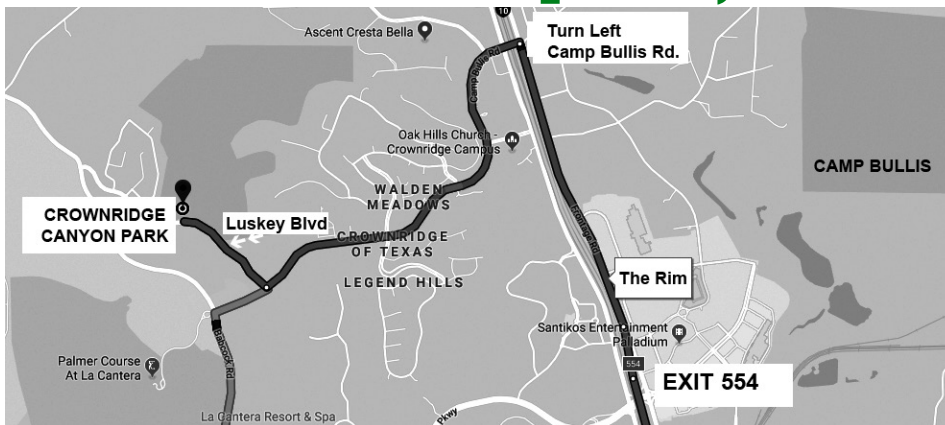 10
Ascent Cresta Bella
Turn Left
Camp Bullis Rd.
Camp Bullis Rd
Oak Hills Church -
Crownridge Campus
CAMP BULLIS
WALDEN
MEADOWS
CROWNRIDGE
CANYON PARK
Luskey Blvd
Frontage Rd
CROWNRIDGE
OF TEXAS
The Rim
LEGEND HILLS
Santikos Entertainment
Palladium
Babcock Rd
Palmer Course
At La Cantera
554
EXIT 554
La Cantera Resort & Spa
Pkwy